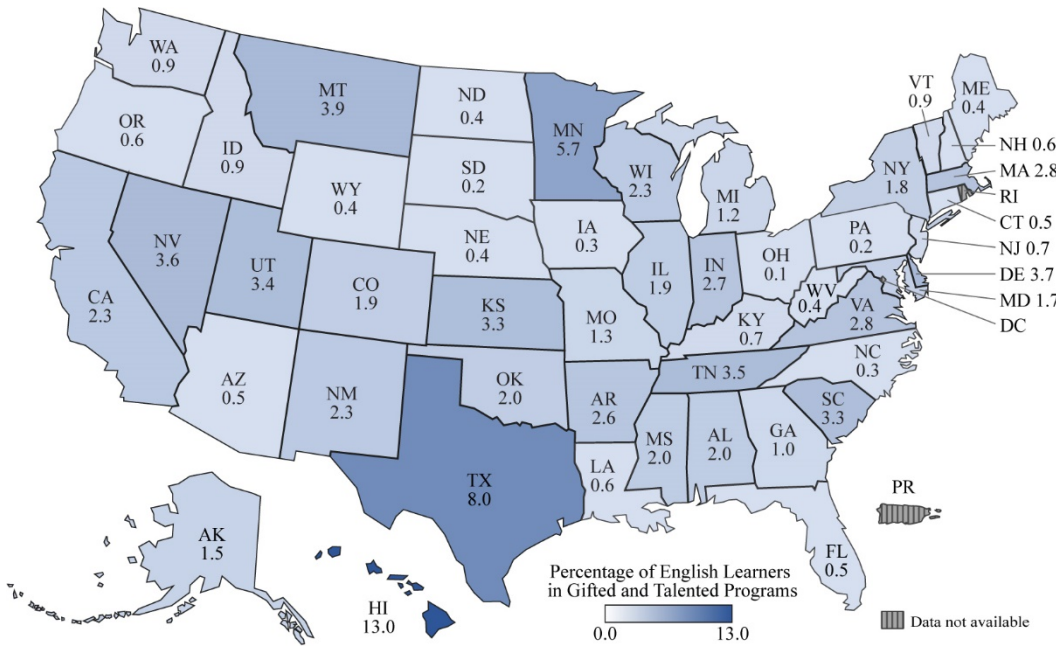 WA
0.9
MT
3.9
ND
0.4
MN
5.7
VT
0.9
ME
0.4
OR
0.6
ID
0.9
WY
0.4
SD
0.2
WI
2.3
MI
1.2
NY
1.8
NH 0.6
MA 2.8
RI
CT 0.5
NJ 0.7
DE 3.7
MD 1.7
DC
NV
3.6
UT
3.4
CO
1.9
NE
0.4
IA
0.3
IL
1.9
IN
2.7
OH
0.1
PA
0.2
WV
0.4
VA
2.8
CA
2.3
KS
3.3
MO
1.3
KY
0.7
NC
0.3
TN 3.5
AZ
0.5
NM
2.3
OK
2.0
AR
2.6
MS
2.0
AL
2.0
GA
1.0
SC
3.3
TX
8.0
LA
0.6
FL
0.5
PR
AK
1.5
HI
13.0
Percentage of English Learners
in Gifted and Talented Programs
0.0 13.0
Data not available